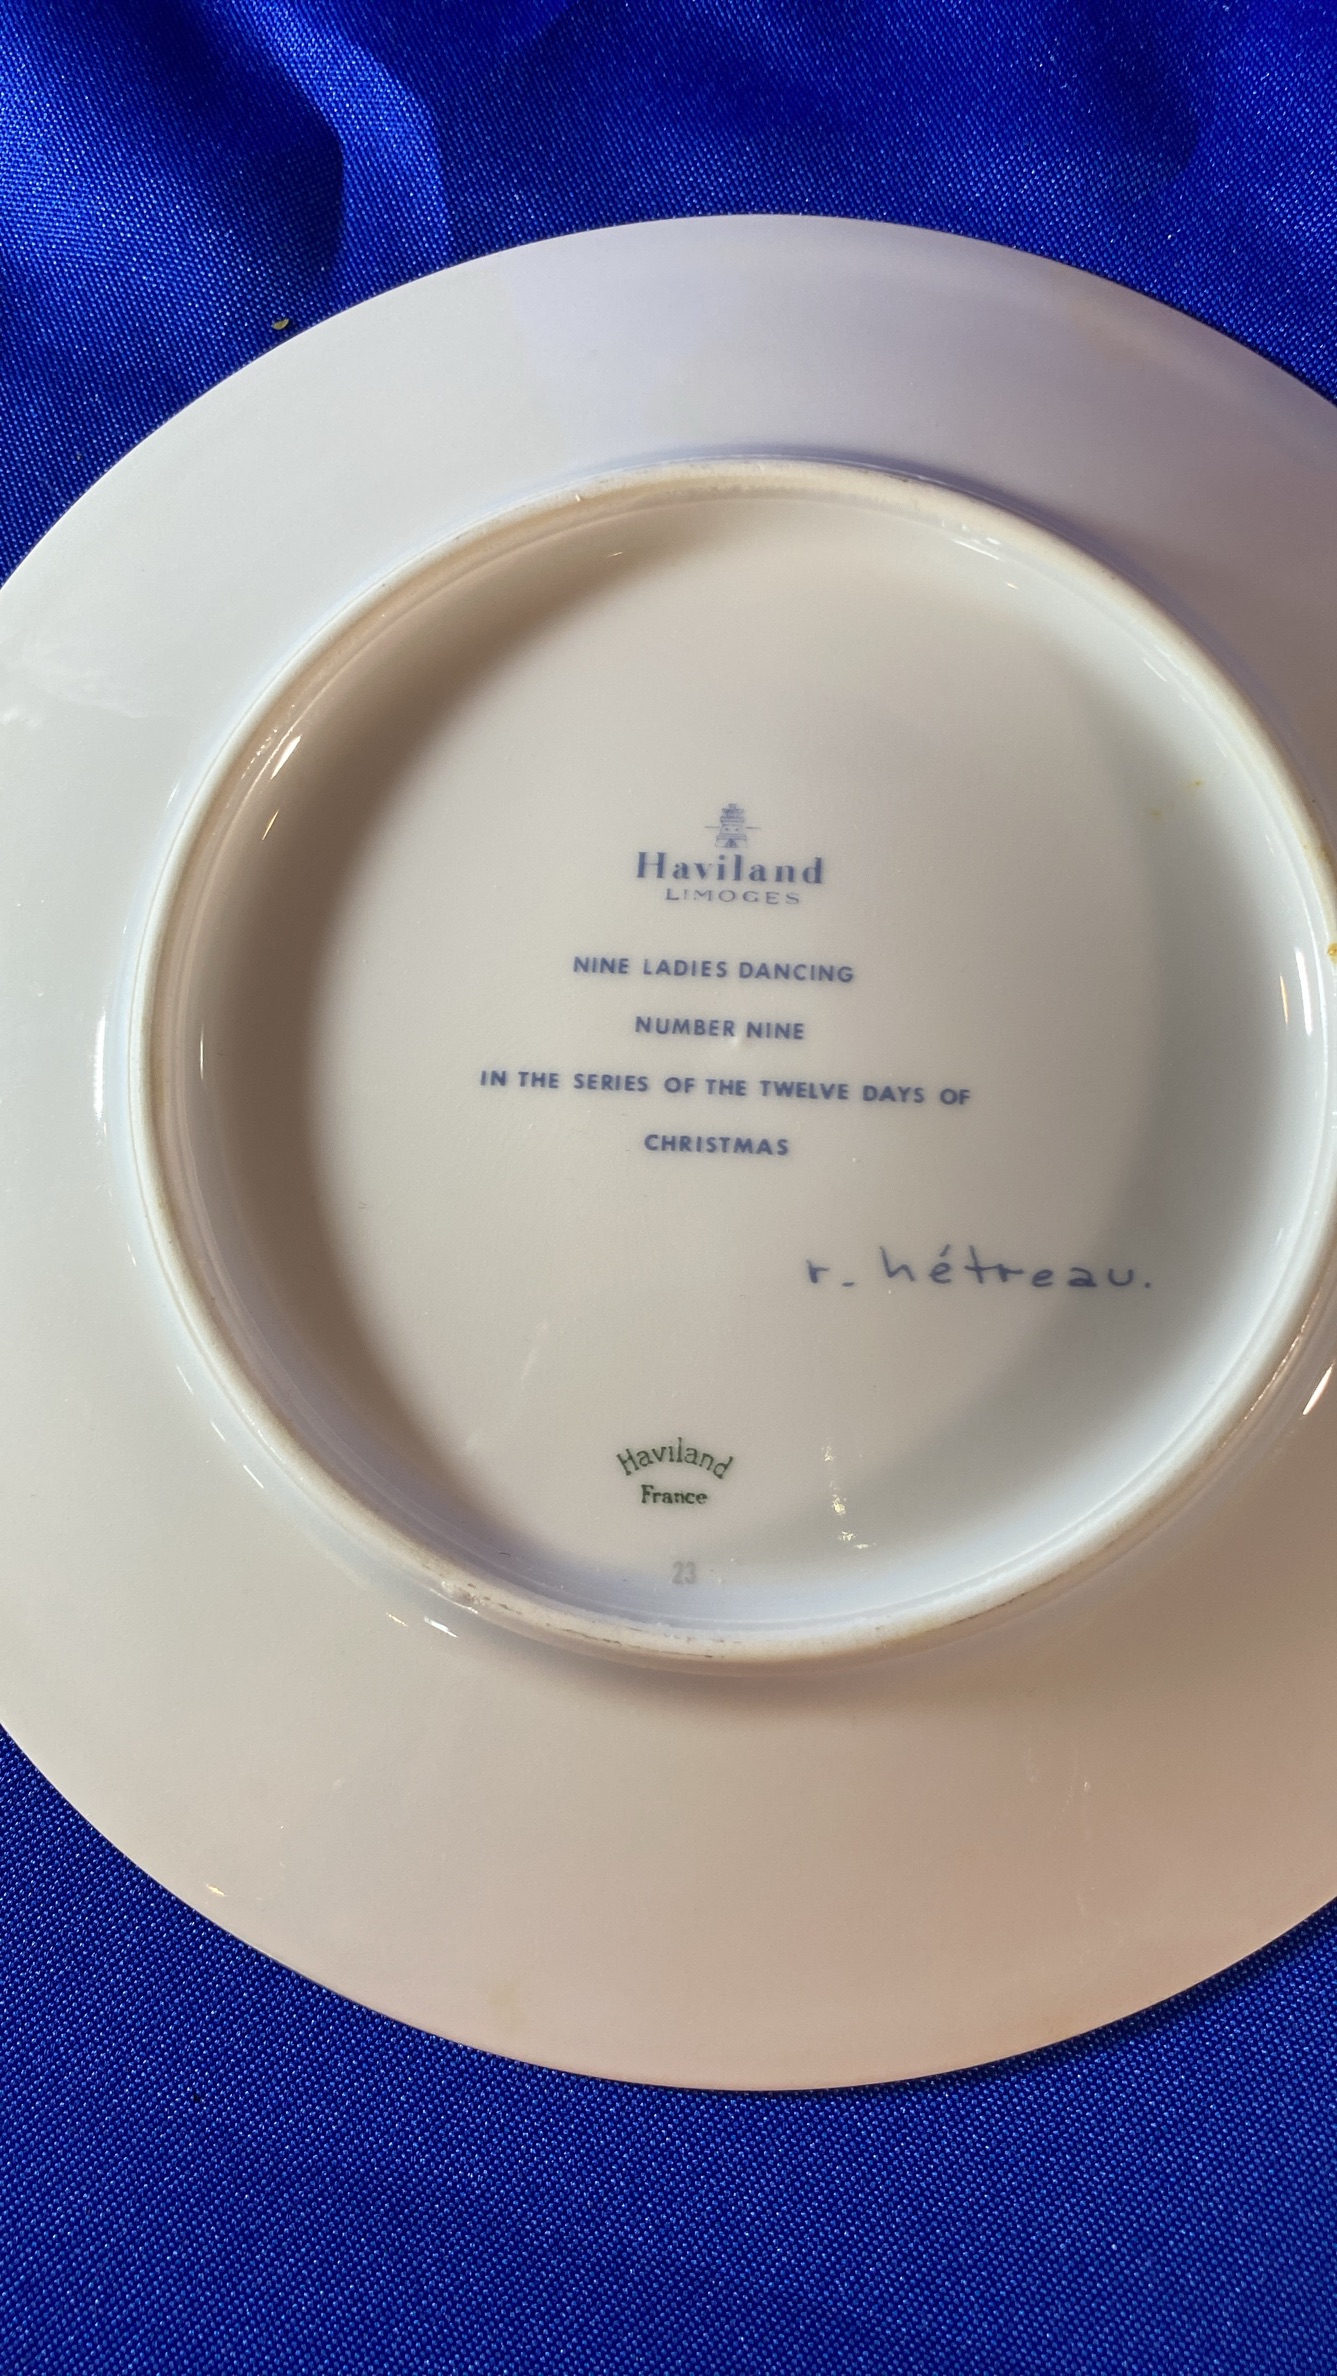 Haviland
LIMOGES
NINE LADIES DANCING
NUMBER NINE
IN THE SERIES OF THE TWELVE DAYS OF
CHRISTMAS
r. hétreau.
Haviland
France
23